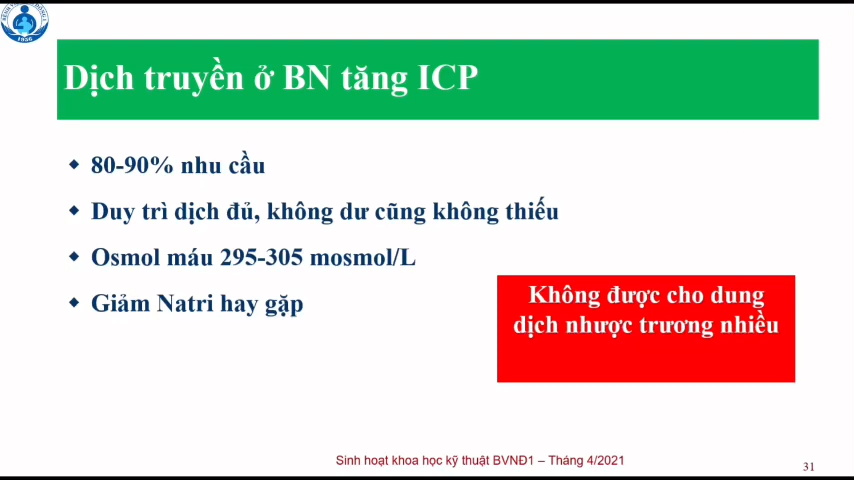 1956
Dịch truyền ở BN tăng ICP
80-90% nhu cầu
Duy trì dịch đủ, không dư cũng không thiếu
Osmol máu 295-305 mosmol/L
Giảm Natri hay gặp
Không được cho dung
dịch nhược trương nhiều
Sinh hoạt khoa học kỹ thuật BVNĐ1 – Tháng 4/2021
31